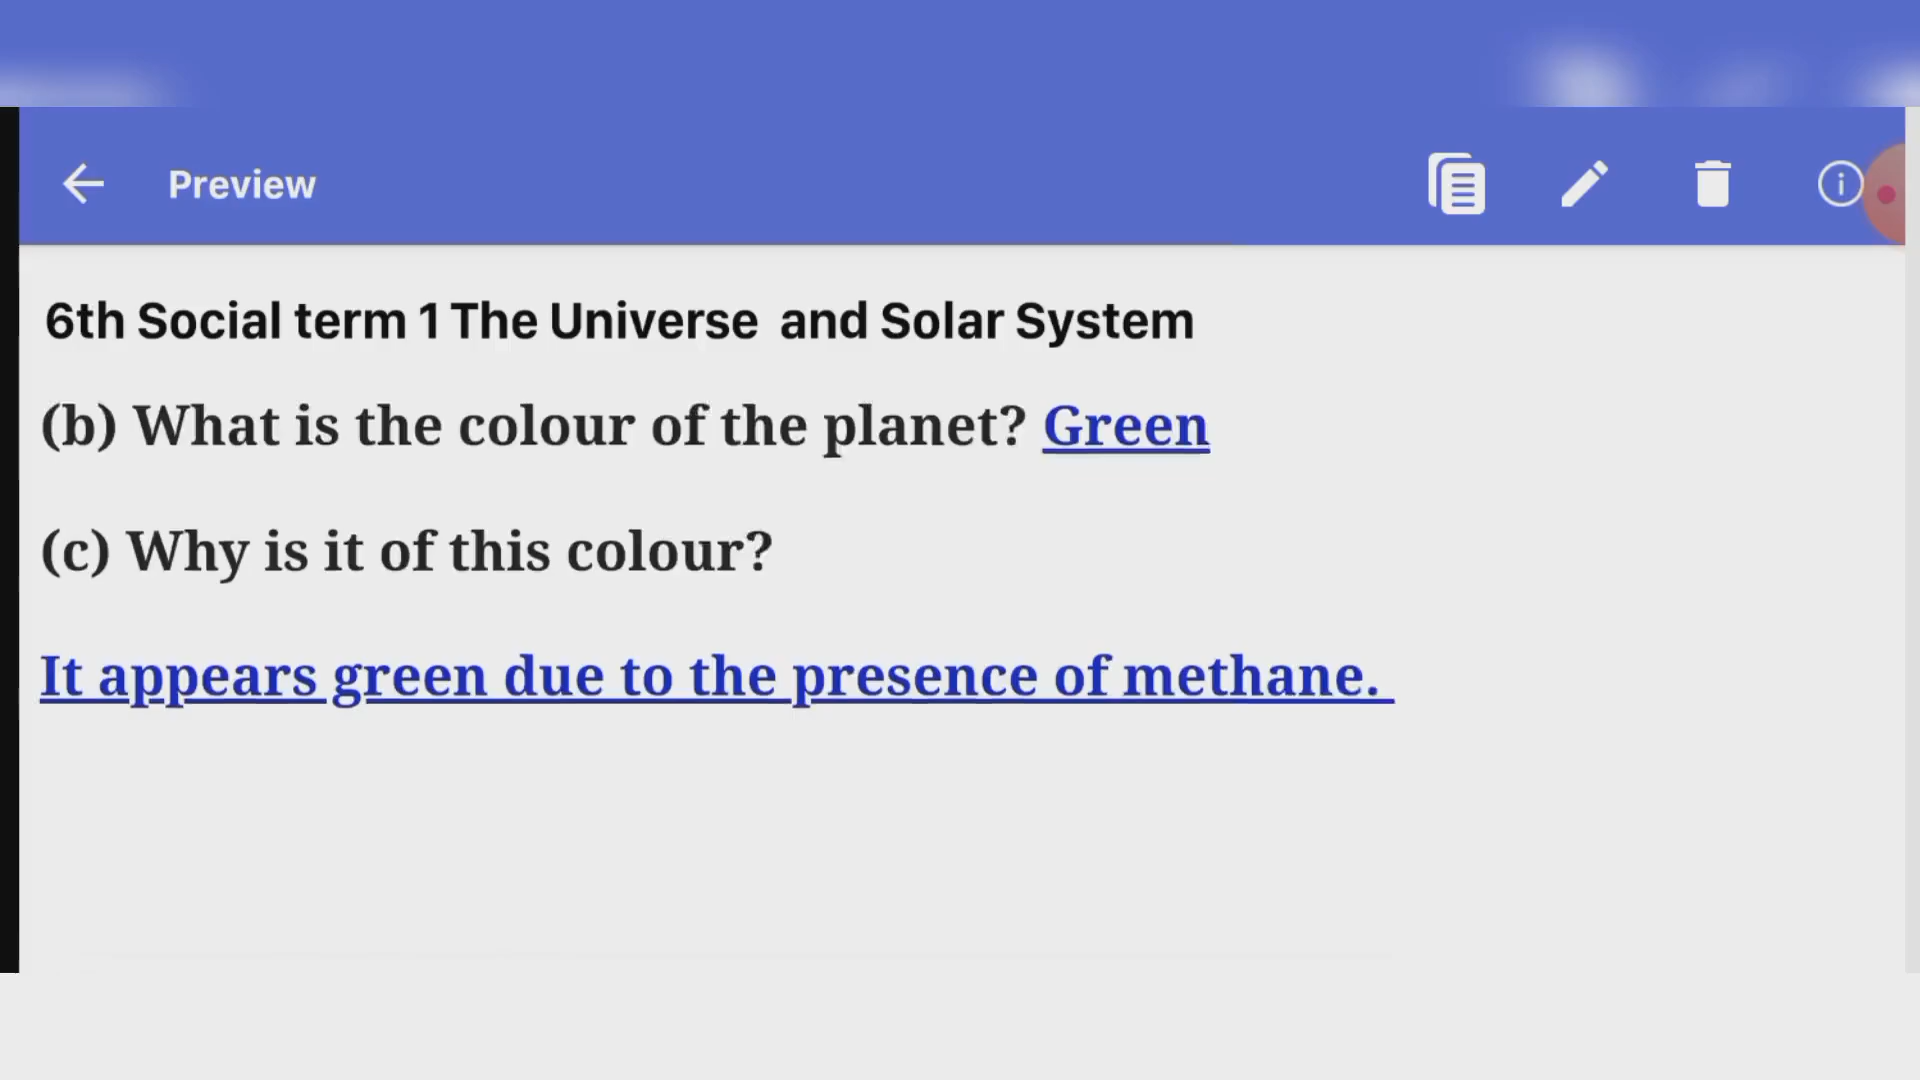 Preview
6th Social term 1 The Universe and Solar System
(b) What is the colour of the planet? Green
(c) Why is it of this colour?
It appears green due to the presence of methane.